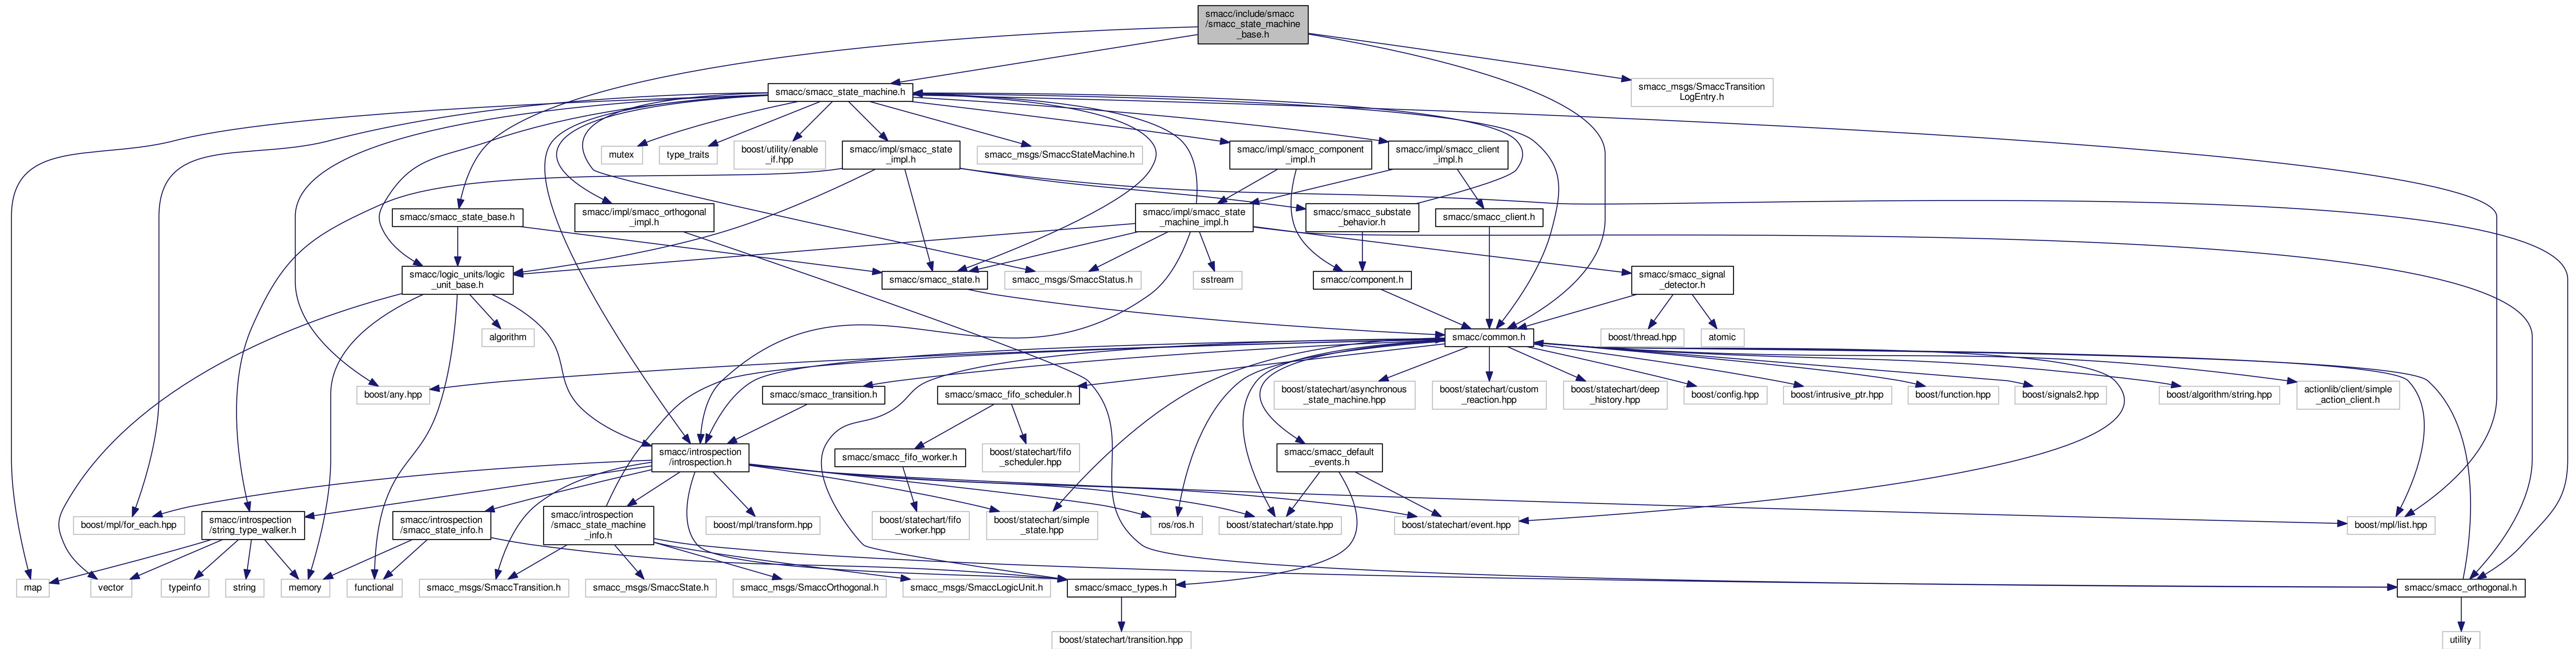 smacc/include/smacc
/smacc_state_machine
_base.h
smacc/smacc_state_machine.h
smacc_msgs/SmaccTransition
LogEntry.h
mutex
type_traits
boost/utility/enable
_if.hpp
smacc/impl/smacc_state
_impl.h
smacc_msgs/SmaccStateMachine.h
smacc/impl/smacc_component
_impl.h
smacc/impl/smacc_client
_impl.h
smacc/smacc_state_base.h
smacc/impl/smacc_orthogonal
_impl.h
smacc/impl/smacc_state
_machine_impl.h
smacc/smacc_substate
_behavior.h
smacc/smacc_client.h
smacc/logic_units/logic
_unit_base.h
smacc/smacc_state.h
smacc_msgs/SmaccStatus.h
sstream
smacc/component.h
smacc/smacc_signal
_detector.h
algorithm
smacc/common.h
boost/thread.hpp
atomic
boost/any.hpp
smacc/smacc_transition.h
smacc/smacc_fifo_scheduler.h
boost/statechart/asynchronous
_state_machine.hpp
boost/statechart/custom
_reaction.hpp
boost/statechart/deep
_history.hpp
boost/config.hpp
boost/intrusive_ptr.hpp
boost/function.hpp
boost/signals2.hpp
boost/algorithm/string.hpp
actionlib/client/simple
_action_client.h
smacc/introspection
/introspection.h
smacc/smacc_fifo_worker.h
boost/statechart/fifo
_scheduler.hpp
smacc/smacc_default
_events.h
boost/mpl/for_each.hpp
smacc/introspection
/string_type_walker.h
smacc/introspection
/smacc_state_info.h
smacc/introspection
/smacc_state_machine
_info.h
boost/mpl/transform.hpp
boost/statechart/fifo
_worker.hpp
boost/statechart/simple
_state.hpp
ros/ros.h
boost/statechart/state.hpp
boost/statechart/event.hpp
boost/mpl/list.hpp
map
vector
typeinfo
string
memory
functional
smacc_msgs/SmaccTransition.h
smacc_msgs/SmaccState.h
smacc_msgs/SmaccOrthogonal.h
smacc_msgs/SmaccLogicUnit.h
smacc/smacc_types.h
smacc/smacc_orthogonal.h
boost/statechart/transition.hpp
utility